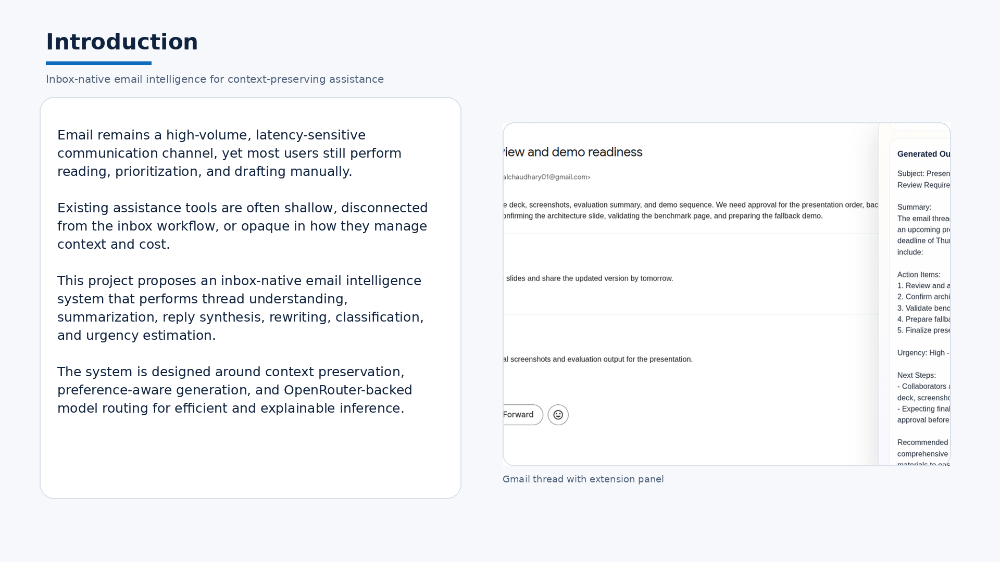 Introduction
Inbox-native email intelligence for context-preserving assistance
Email remains a high-volume, latency-sensitive
communication channel, yet most users still perform
reading, prioritization, and drafting manually.
Existing assistance tools are often shallow, disconnected
from the inbox workflow, or opaque in how they manage
context and cost.
This project proposes an inbox-native email intelligence
system that performs thread understanding,
summarization, reply synthesis, rewriting, classification,
and urgency estimation.
The system is designed around context preservation,
preference-aware generation, and OpenRouter-backed
model routing for efficient and explainable inference.
view and demo readiness
alchaudhary01@gmail.com>
e deck, screenshots, evaluation summary, and demo sequence. We need approval for the presentation order, bac
onfirming the architecture slide, validating the benchmark page, and preparing the fallback demo.
slides and share the updated version by tomorrow.
al screenshots and evaluation output for the presentation.
Forward
Generated Ou
Subject: Presen
Review Require
Summary:
The email threa
an upcoming pr
deadline of Thu
include:
Action Items:
1. Review and a
2. Confirm archi
3. Validate benc
4. Prepare fallba
5. Finalize prese
Urgency: High -
Next Steps:
- Collaborators a
deck, screensho
- Expecting final
approval before
Recommended
comprehensive
materials to eas
Gmail thread with extension panel